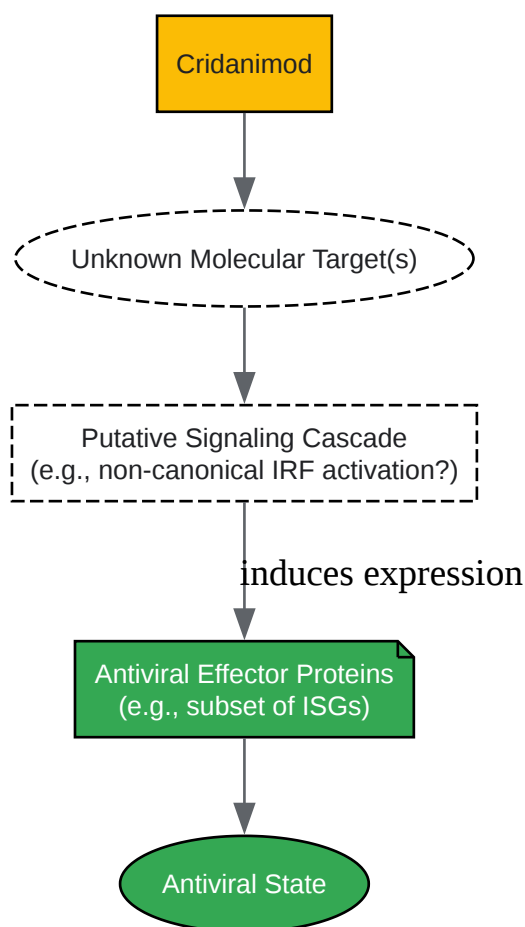 Cridanimod
Unknown Molecular Target(s)
Putative Signaling Cascade
(e.g., non-canonical IRF activation?)
induces expression
Antiviral Effector Proteins
(e.g., subset of ISGs)
Antiviral State